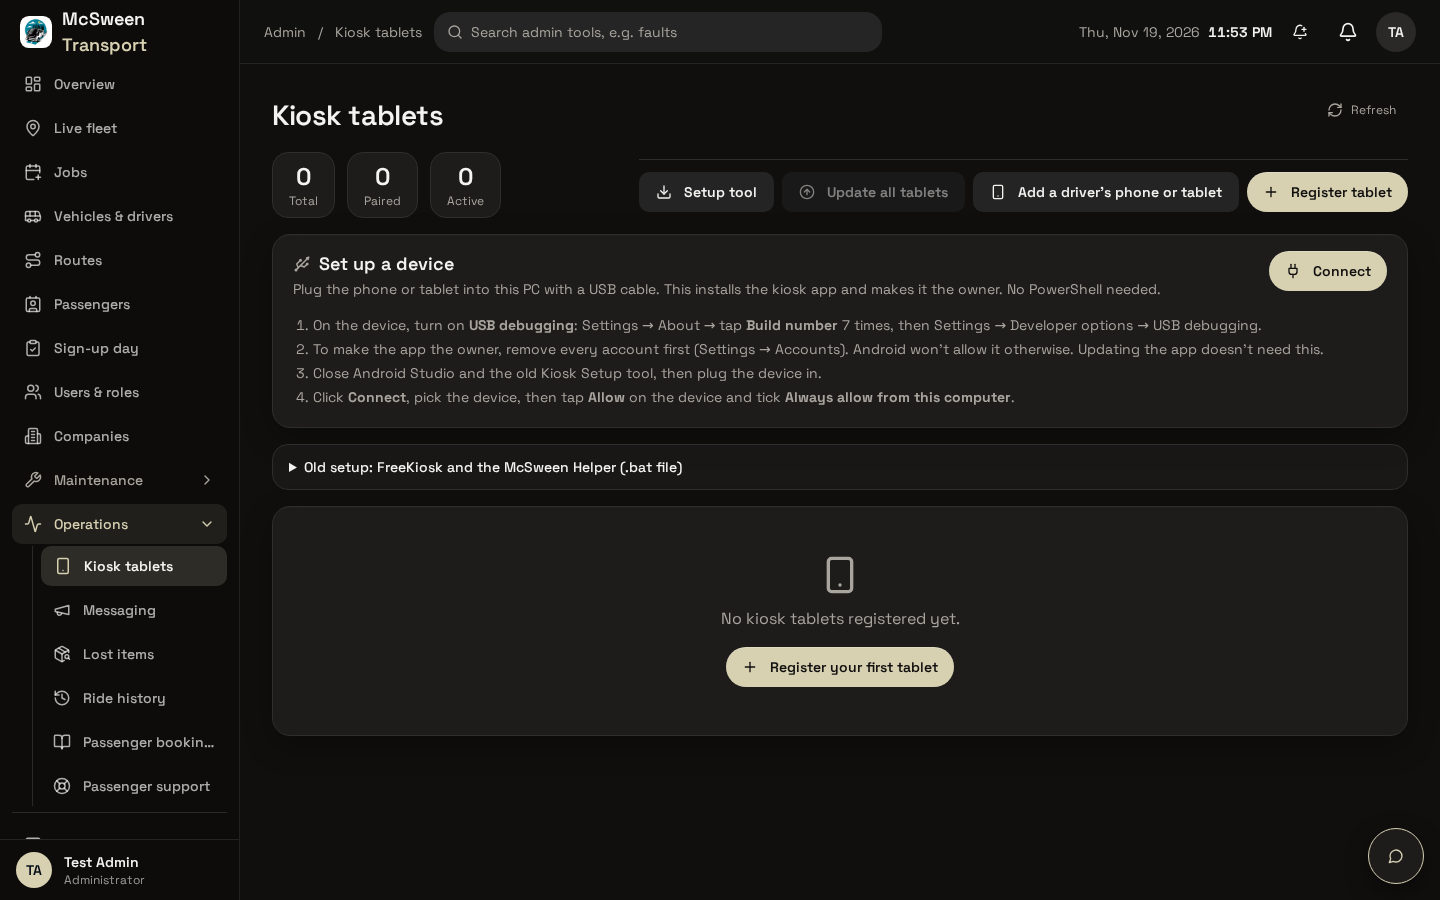 McSween
Transport
Admin / Kiosk tablets
Search admin tools, e.g. faults
Thu, Nov 19, 2026 11:53 PM
TA
Overview
Live fleet
Jobs
Vehicles & drivers
Routes
Passengers
Sign-up day
Users & roles
Companies
Maintenance
Operations
Kiosk tablets
Messaging
Lost items
Ride history
Passenger bookin...
Passenger support
TA
Test Admin
Administrator
Kiosk tablets
Refresh
0
Total
0
Paired
0
Active
Setup tool
Update all tablets
Add a driver's phone or tablet
Register tablet
Set up a device
Connect
Plug the phone or tablet into this PC with a USB cable. This installs the kiosk app and makes it the owner. No PowerShell needed.
1. On the device, turn on USB debugging: Settings → About → tap Build number 7 times, then Settings → Developer options → USB debugging.
2. To make the app the owner, remove every account first (Settings → Accounts). Android won't allow it otherwise. Updating the app doesn't need this.
3. Close Android Studio and the old Kiosk Setup tool, then plug the device in.
4. Click Connect, pick the device, then tap Allow on the device and tick Always allow from this computer.
Old setup: FreeKiosk and the McSween Helper (.bat file)
No kiosk tablets registered yet.
Register your first tablet